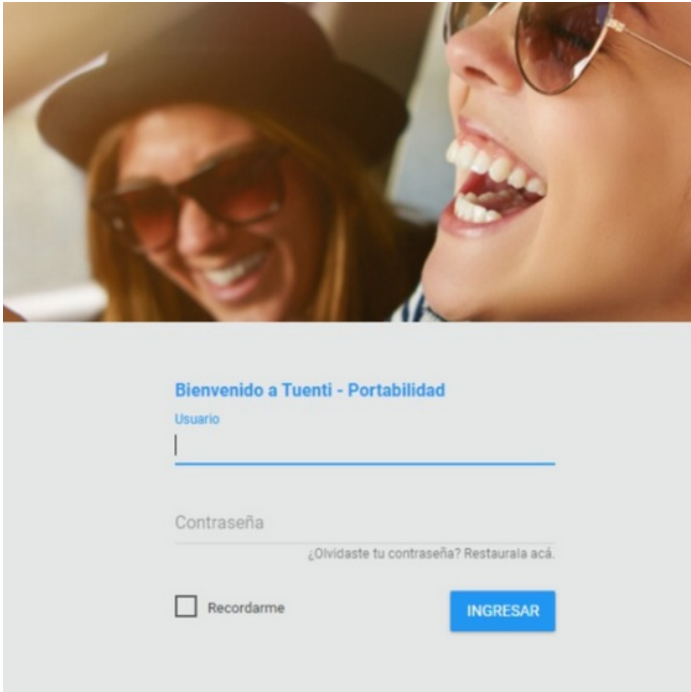 Bienvenido a Tuenti - Portabilidad
Usuario
Contraseña
¿Olvidaste tu contraseña? Restaurala acá.
Recordarme
INGRESAR